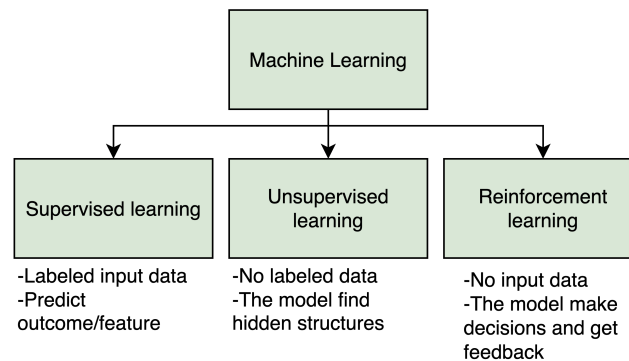 Machine Learning
Supervised learning
Unsupervised
learning
Reinforcement
learning
-Labeled input data
-Predict
outcome/feature
-No labeled data
-The model find
hidden structures
-No input data
-The model make
decisions and get
feedback